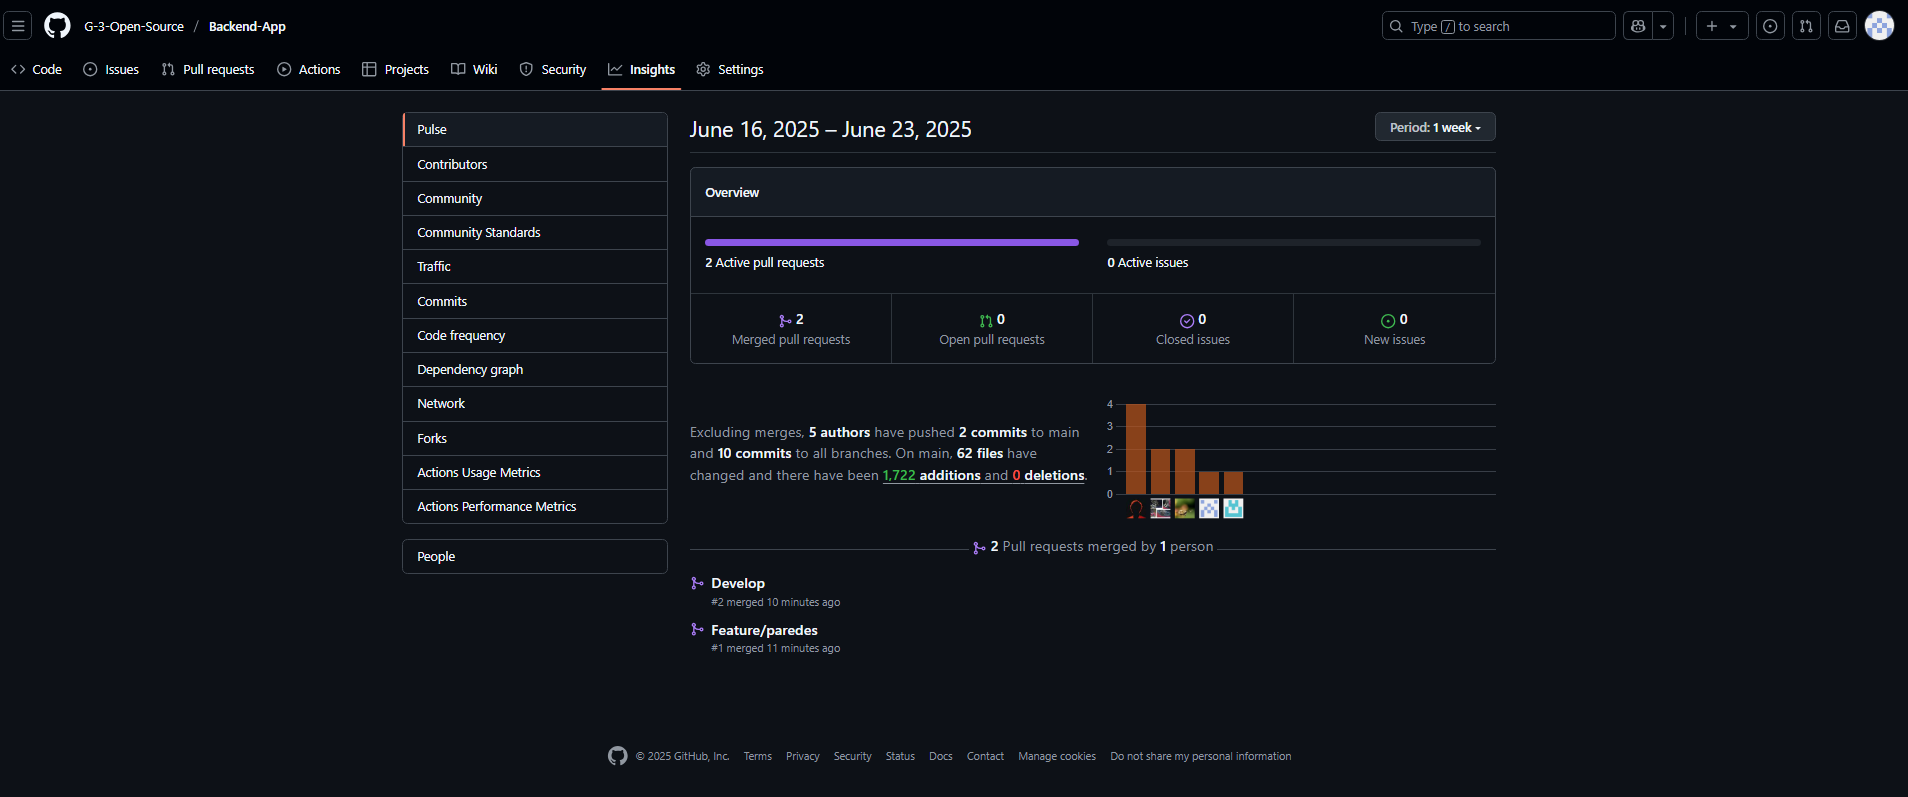 G-3-Open-Source / Backend-App
Type / to search
Code Issues Pull requests Actions Projects Wiki Security Insights Settings
Pulse
Contributors
Community
Community Standards
Traffic
Commits
Code frequency
Dependency graph
Network
Forks
Actions Usage Metrics
Actions Performance Metrics
People
June 16, 2025 – June 23, 2025
Period: 1 week
Overview
2 Active pull requests
0 Active issues
2
Merged pull requests
0
Open pull requests
0
Closed issues
0
New issues
Excluding merges, 5 authors have pushed 2 commits to main
and 10 commits to all branches. On main, 62 files have
changed and there have been 1,722 additions and 0 deletions.
4
3
2
1
0
2 Pull requests merged by 1 person
Develop
#2 merged 10 minutes ago
Feature/paredes
#1 merged 11 minutes ago
© 2025 GitHub, Inc. Terms Privacy Security Status Docs Contact Manage cookies Do not share my personal information